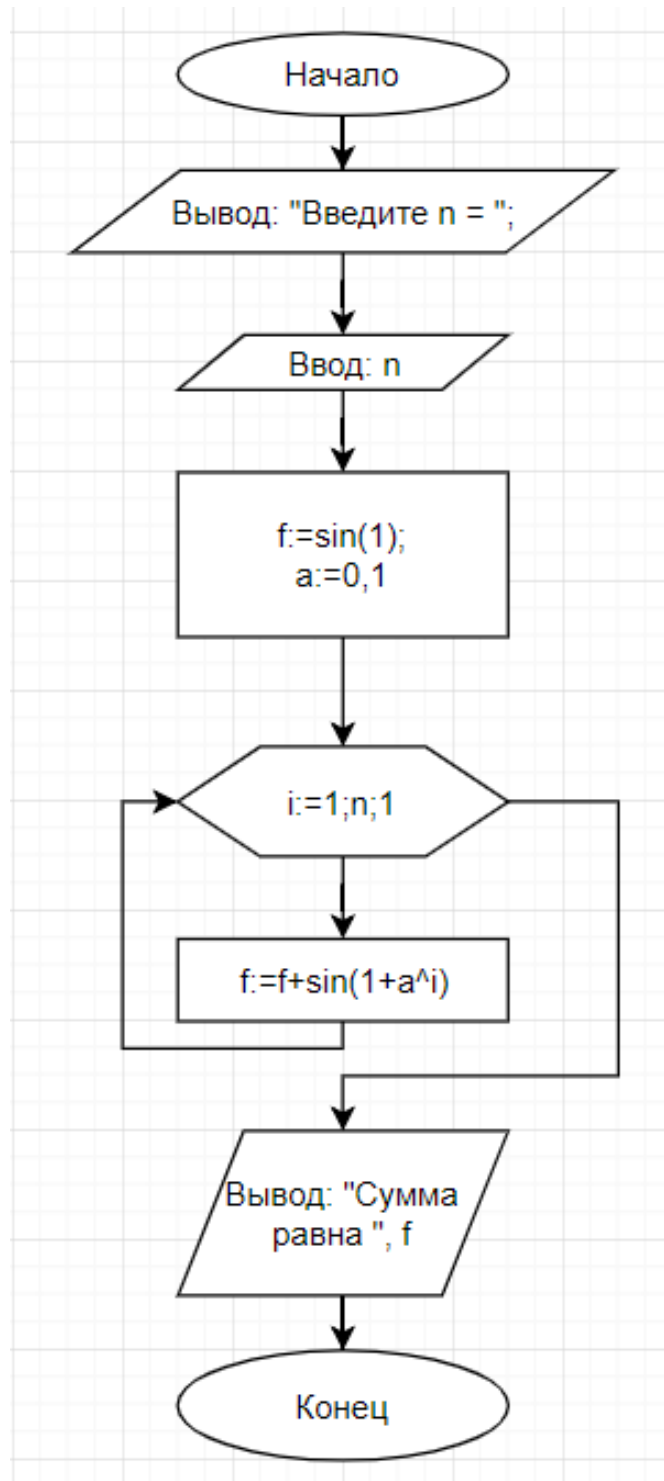 Начало
Вывод: "Введите n = ";
Ввод: n
f:=sin(1);
a:=0,1
i:=1;n;1
f:=f+sin(1+a^i)
Вывод: "Сумма
равна ", f
Конец